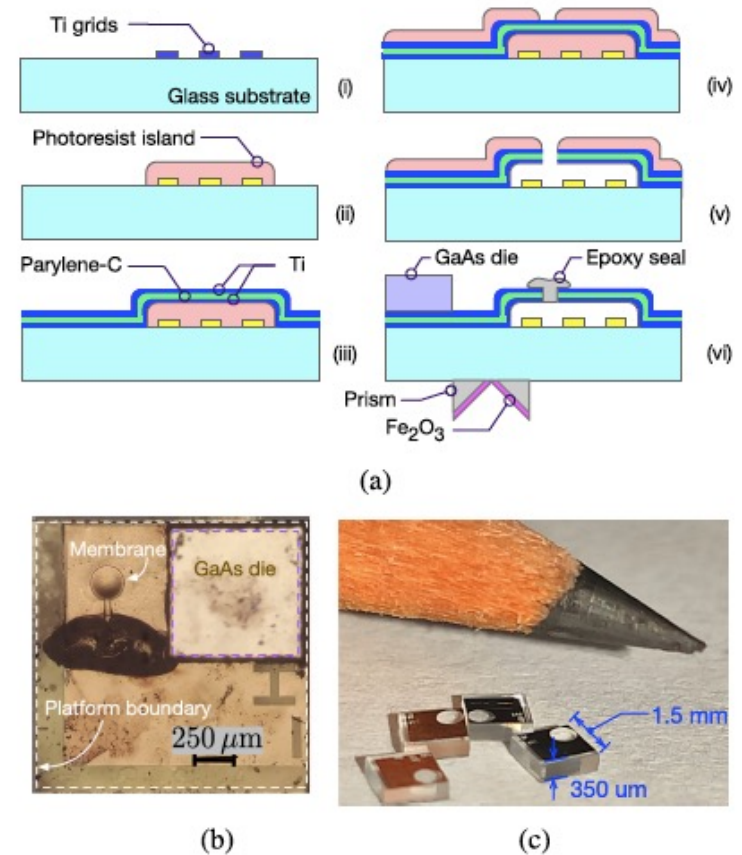 Ti grids
Glass substrate
(i)
(iv)
Photoresist island
(ii)
(v)
Parylene-C
Ti
(iii)
GaAs die
Epoxy seal
(vi)
Prism
Fe2O3
(a)
Membrane
GaAs die
Platform boundary
250 μm
(b)
1.5 mm
350 um
(c)